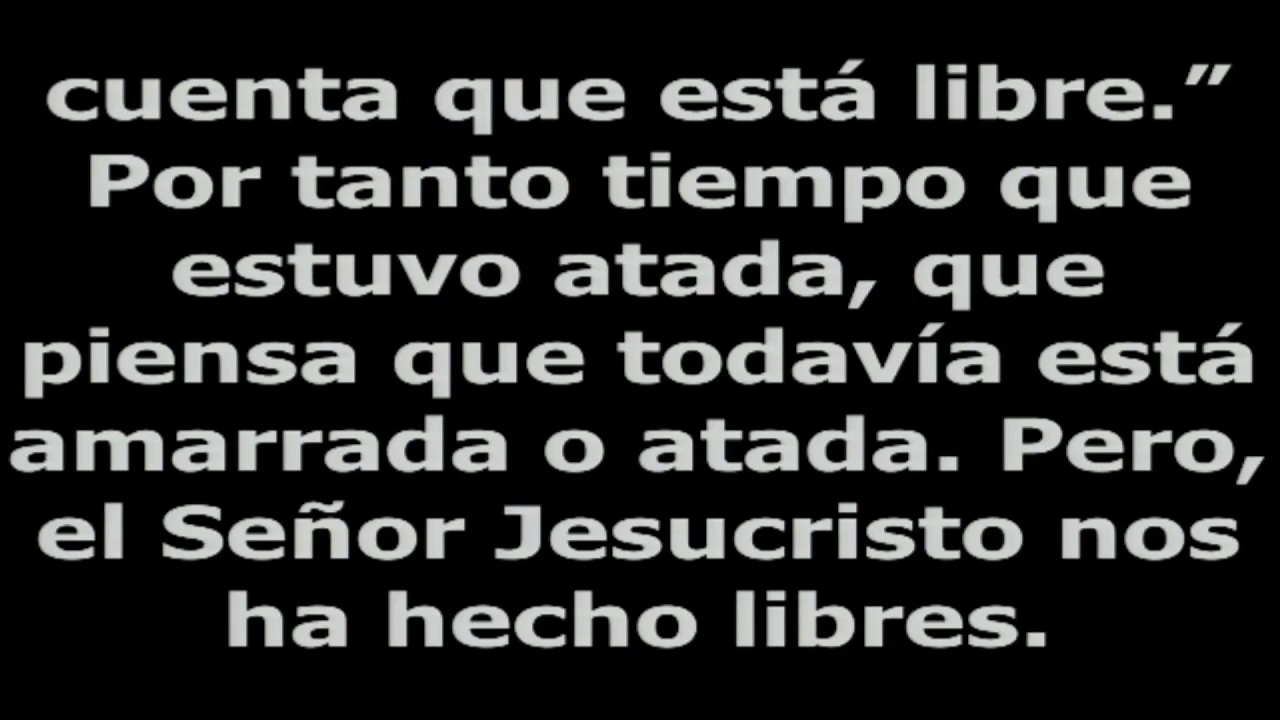 cuenta que está libre.”
Por tanto tiempo que
estuvo atada, que
piensa que todavía está
amarrada o atada. Pero,
el Señor Jesucristo nos
ha hecho libres.